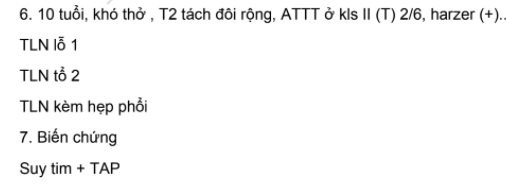 6. 10 tuổi, khó thở , T2 tách đôi rộng, ATTT ở kls II (T) 2/6, harzer (+)..
TLN lỗ 1
TLN tổ 2
TLN kèm hẹp phổi
7. Biến chứng
Suy tim + TAP